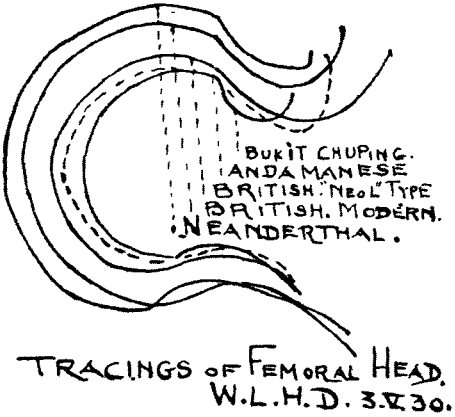 BUKIT CHUPING.
ANDAMANESE
BRITISH. "NEOL" TYPE
BRITISH. MODERN.
NEANDERTHAL.
TRACINGS OF FEMORAL HEAD.
W.L.H.D. 3.V.30.